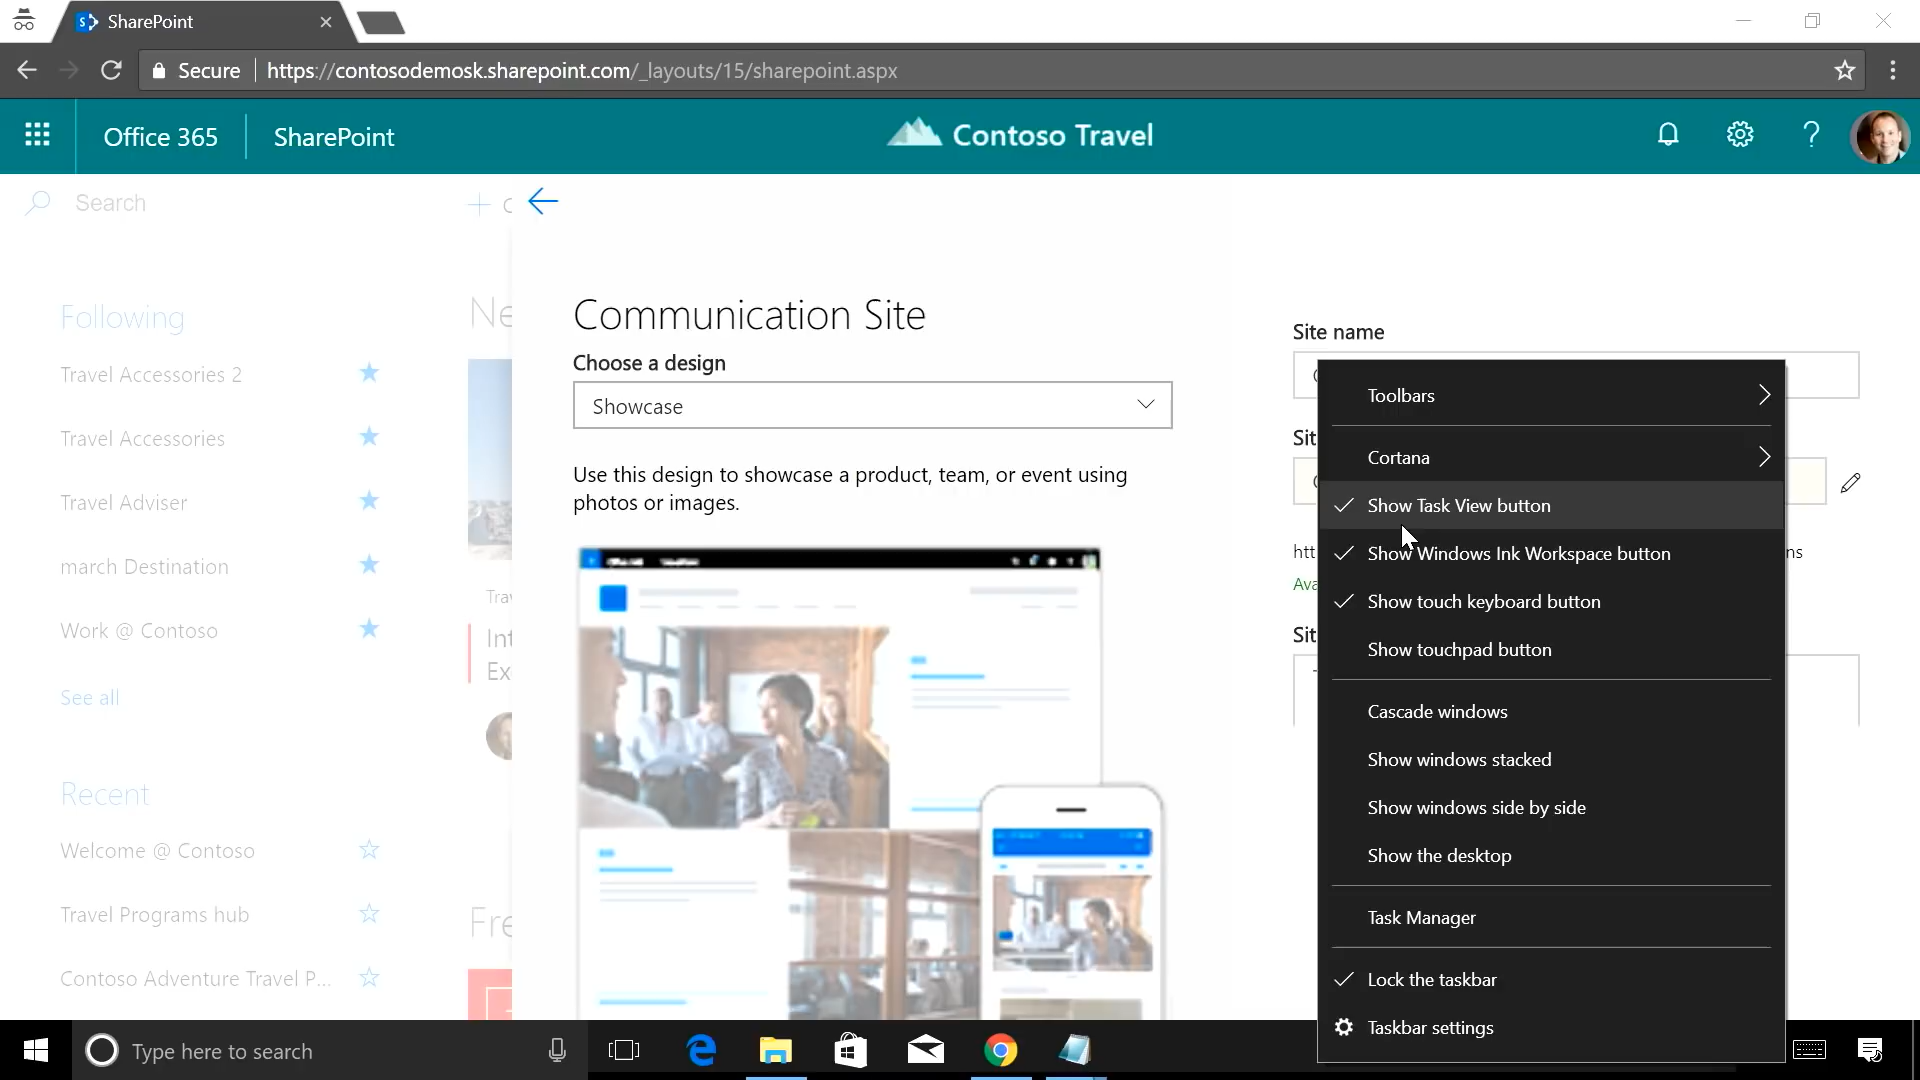 SharePoint
Secure
https://contosodemosk.sharepoint.com/_layouts/15/sharepoint.aspx
Office 365
SharePoint
Contoso Travel
Search
Communication Site
Choose a design
Showcase
Use this design to showcase a product, team, or event using
photos or images.
Site name
Following
Travel Accessories 2
Travel Accessories
Travel Adviser
march Destination
Work @ Contoso
See all
Recent
Welcome @ Contoso
Travel Programs hub
Contoso Adventure Travel P...
Toolbars
Cortana
Show Task View button
Show Windows Ink Workspace button
Show touch keyboard button
Show touchpad button
Cascade windows
Show windows stacked
Show windows side by side
Show the desktop
Task Manager
Lock the taskbar
Taskbar settings
Type here to search